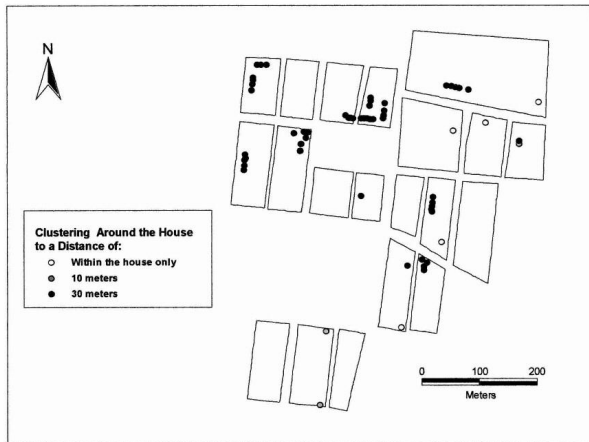 N
Clustering Around the House
to a Distance of:
Within the house only
10 meters
30 meters
0 100 200
Meters